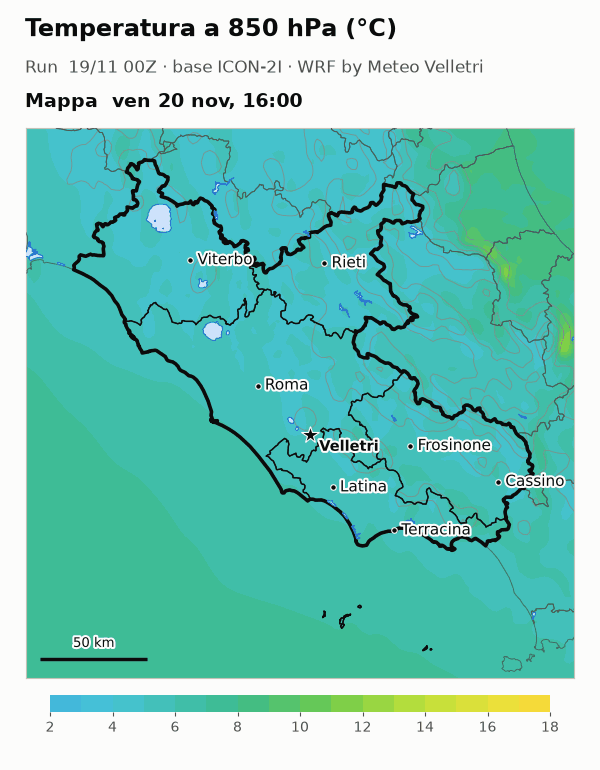 Temperatura a 850 hPa (°C)
Run  19/11 00Z · base ICON-2I · WRF by Meteo Velletri
Mappa  ven 20 nov, 16:00
Viterbo
Rieti
Roma
Velletri
Frosinone
Latina
Cassino
Terracina
50 km
2 4 6 8 10 12 14 16 18